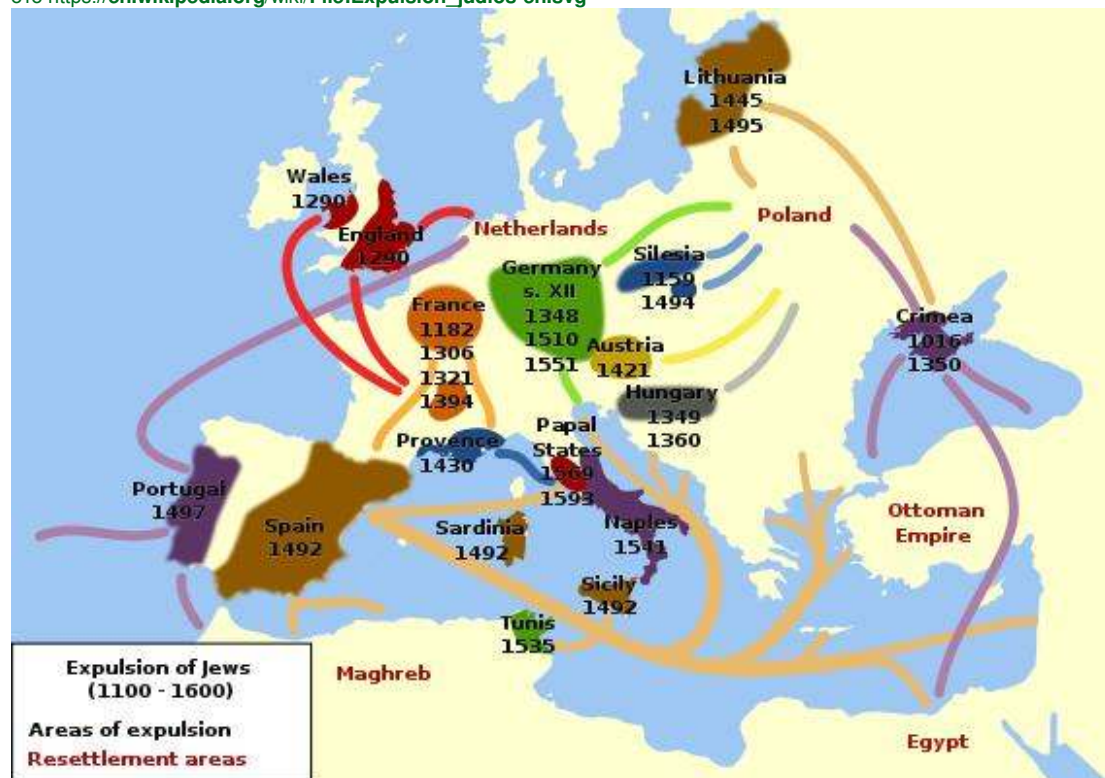 Lithuania
1445
1495
Wales
1290
England
1290
Netherlands
Poland
Germany
s. XII
1348
1510
1551
Silesia
1159
1494
France
1182
1306
1321
1394
Austria
1421
Crimea
1016
1350
Hungary
1349
1360
Provence
1430
Papal
States
1569
1593
Portugal
1497
Spain
1492
Sardinia
1492
Naples
1541
Ottoman
Empire
Sicily
1492
Tunis
1535
Maghreb
Egypt
Expulsion of Jews
(1100 - 1600)
Areas of expulsion
Resettlement areas